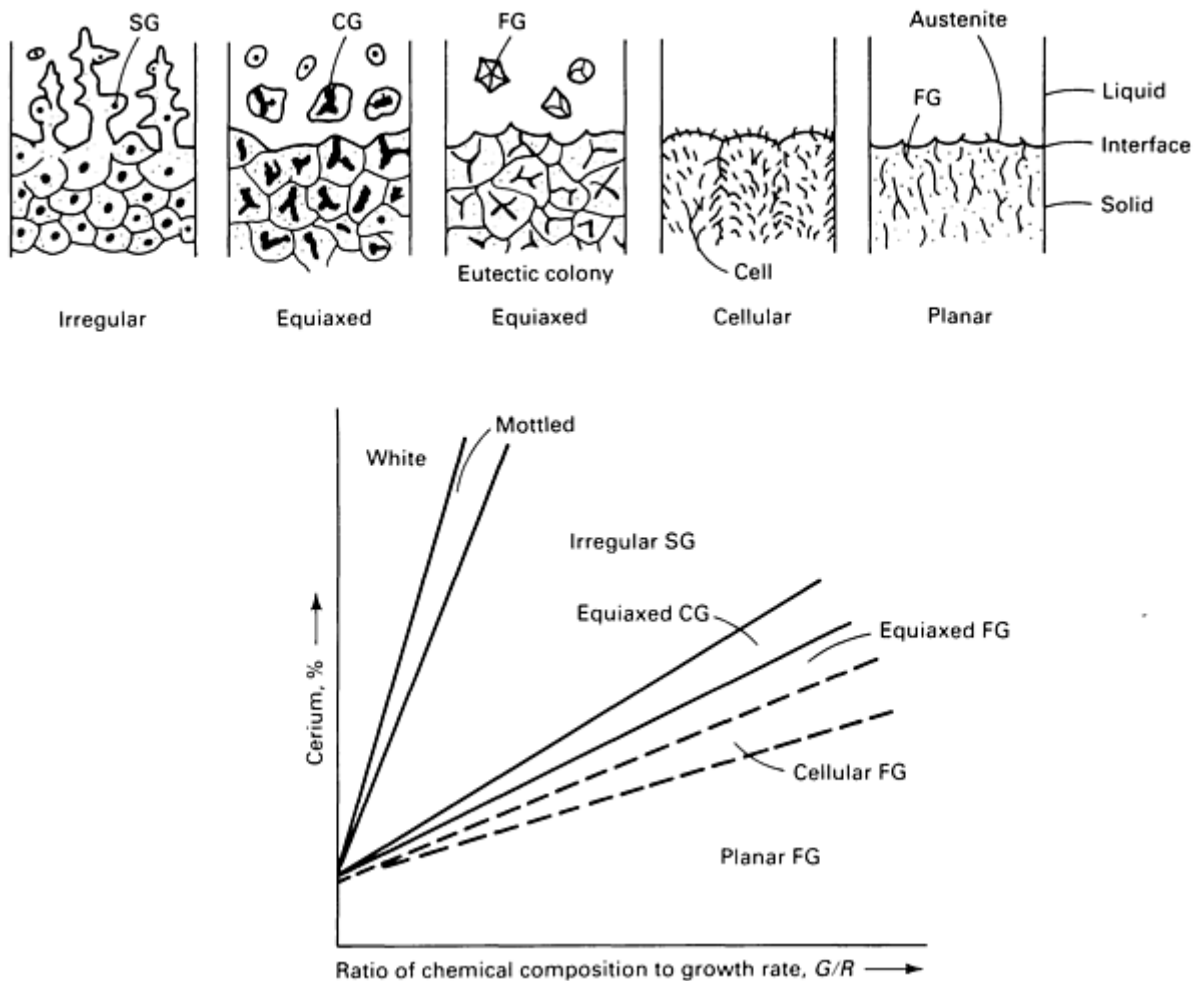 SG
CG
FG
Austenite
FG
Liquid
Interface
Solid
Eutectic colony
Cell
Irregular
Equiaxed
Equiaxed
Cellular
Planar
Mottled
White
Irregular SG
Equiaxed CG
Equiaxed FG
Cellular FG
Planar FG
Cerium, %
Ratio of chemical composition to growth rate, G/R